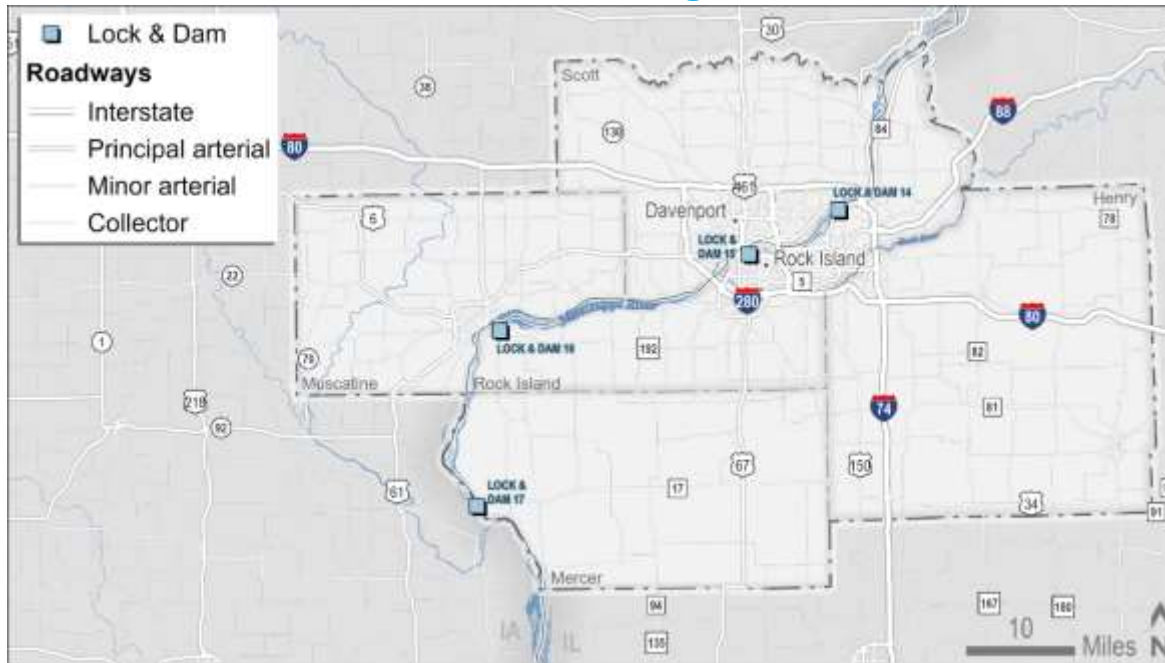 Lock & Dam
Roadways
Interstate
Principal arterial
Minor arterial
Collector
30
Scott
38
88
130
84
80
461
LOCK & DAM 14
Henry
78
6
Davenport
LOCK &
DAM 15
Rock Island
5
22
280
80
LOCK & DAM 16
192
82
1
70
Muscatine
Rock Island
218
92
74
81
61
LOCK &
DAM 17
17
67
150
34
91
Mercer
94
167
180
IA
IL
135
10
Miles
N